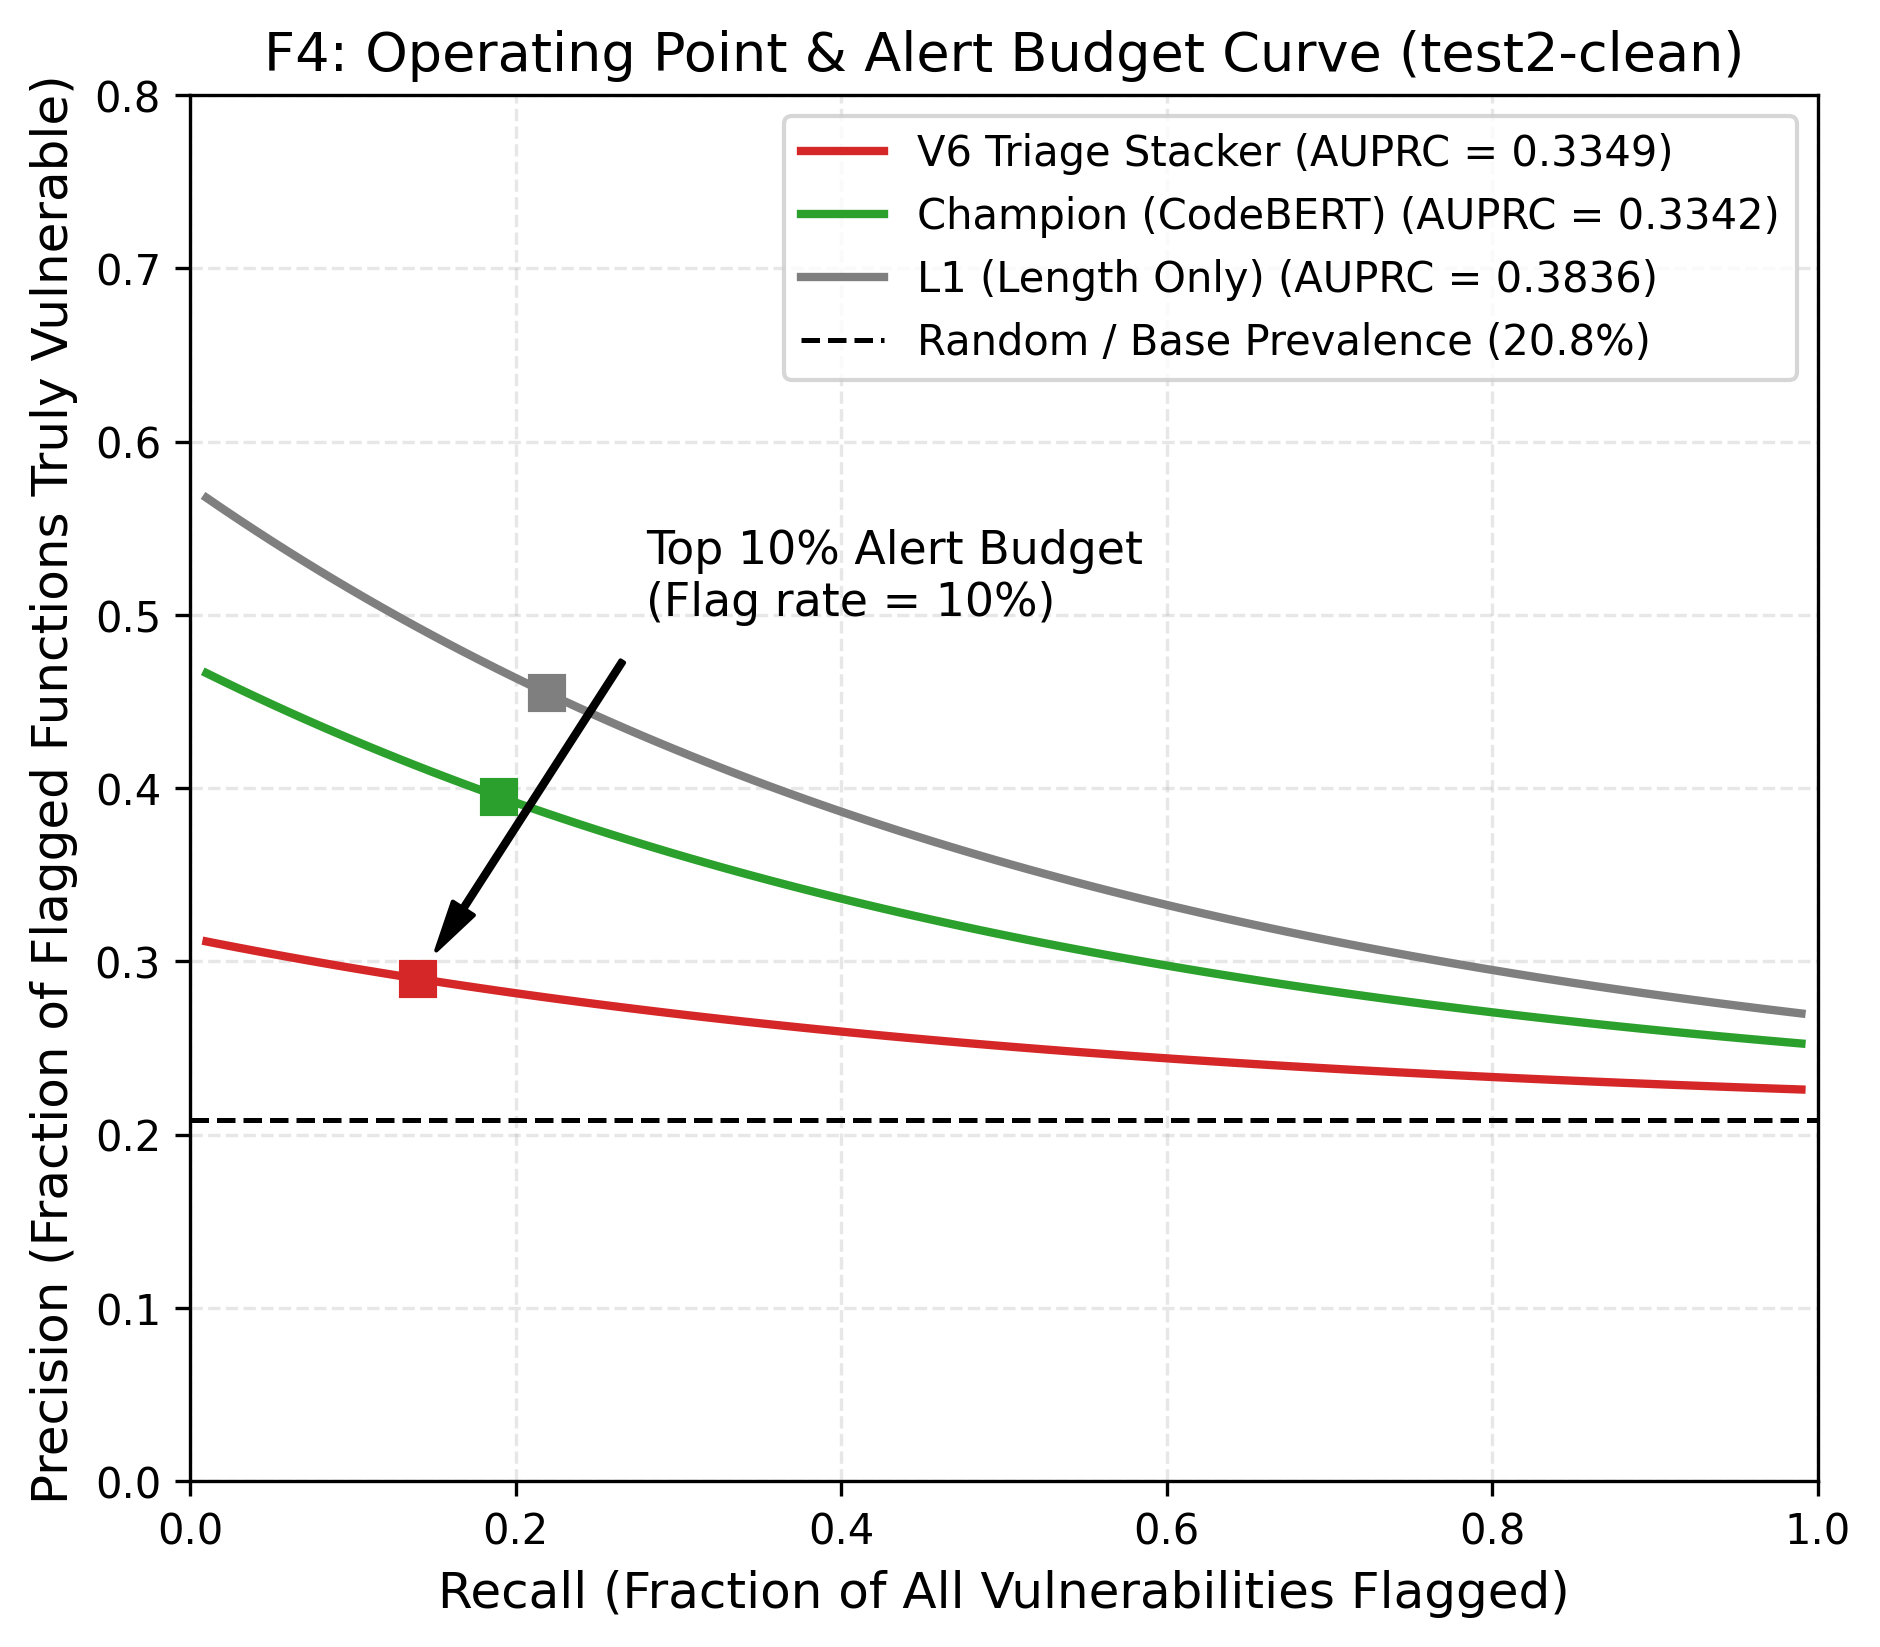 F4: Operating Point & Alert Budget Curve (test2-clean)
Precision (Fraction of Flagged Functions Truly Vulnerable)
0.8
0.7
0.6
0.5
0.4
0.3
0.2
0.1
0.0
V6 Triage Stacker (AUPRC = 0.3349)
Champion (CodeBERT) (AUPRC = 0.3342)
L1 (Length Only) (AUPRC = 0.3836)
Random / Base Prevalence (20.8%)
Top 10% Alert Budget
(Flag rate = 10%)
0.0
0.2
0.4
0.6
0.8
1.0
Recall (Fraction of All Vulnerabilities Flagged)